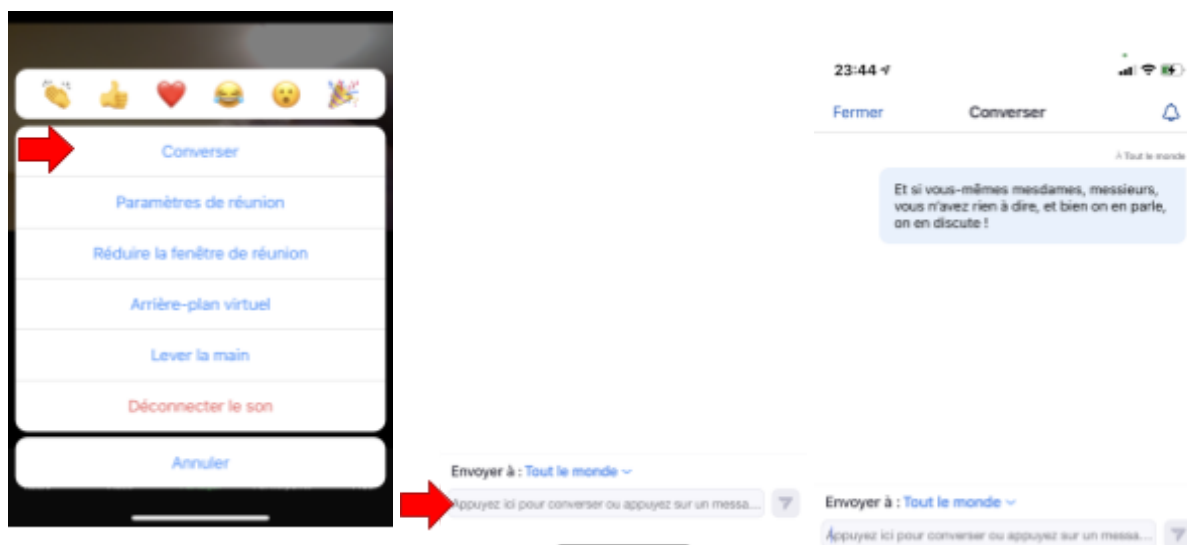 Converser
Paramètres de réunion
Réduire la fenêtre de réunion
Arrière-plan virtuel
Lever la main
Déconnecter le son
Annuler
Envoyer à : Tout le monde
Appuyez ici pour converser ou appuyez sur un messa...
23:44
Fermer
Converser
À Tout le monde
Et si vous-mêmes mesdames, messieurs,
vous n'avez rien à dire, et bien on en parle,
on en discute !
Envoyer à : Tout le monde
Appuyez ici pour converser ou appuyez sur un messa...